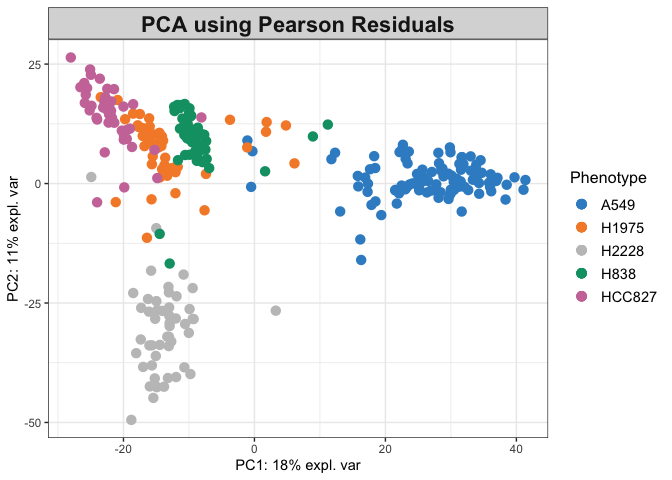 PCA using Pearson Residuals
25
0
-25
-50
PC2: 11% expl. var
-20
0
20
40
PC1: 18% expl. var
Phenotype
A549
H1975
H2228
H838
HCC827